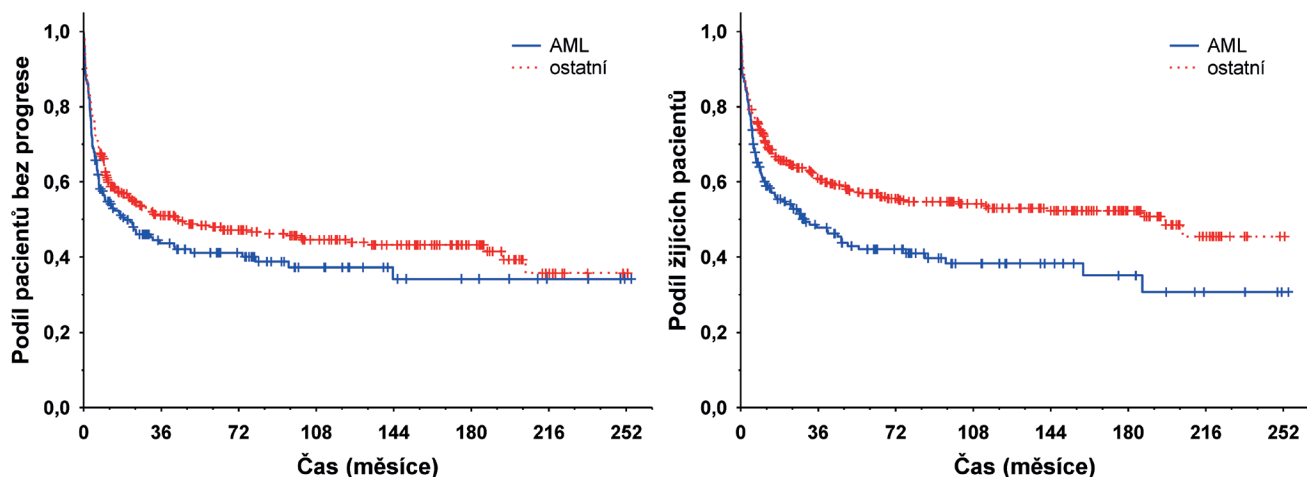 Podíl pacientů bez progrese
1,0
0,8
0,6
0,4
0,2
0,0
AML
ostatní
0 36 72 108 144 180 216 252
Čas (měsíce)
Podíl žijících pacientů
1,0
0,8
0,6
0,4
0,2
0,0
AML
ostatní
0 36 72 108 144 180 216 252
Čas (měsíce)